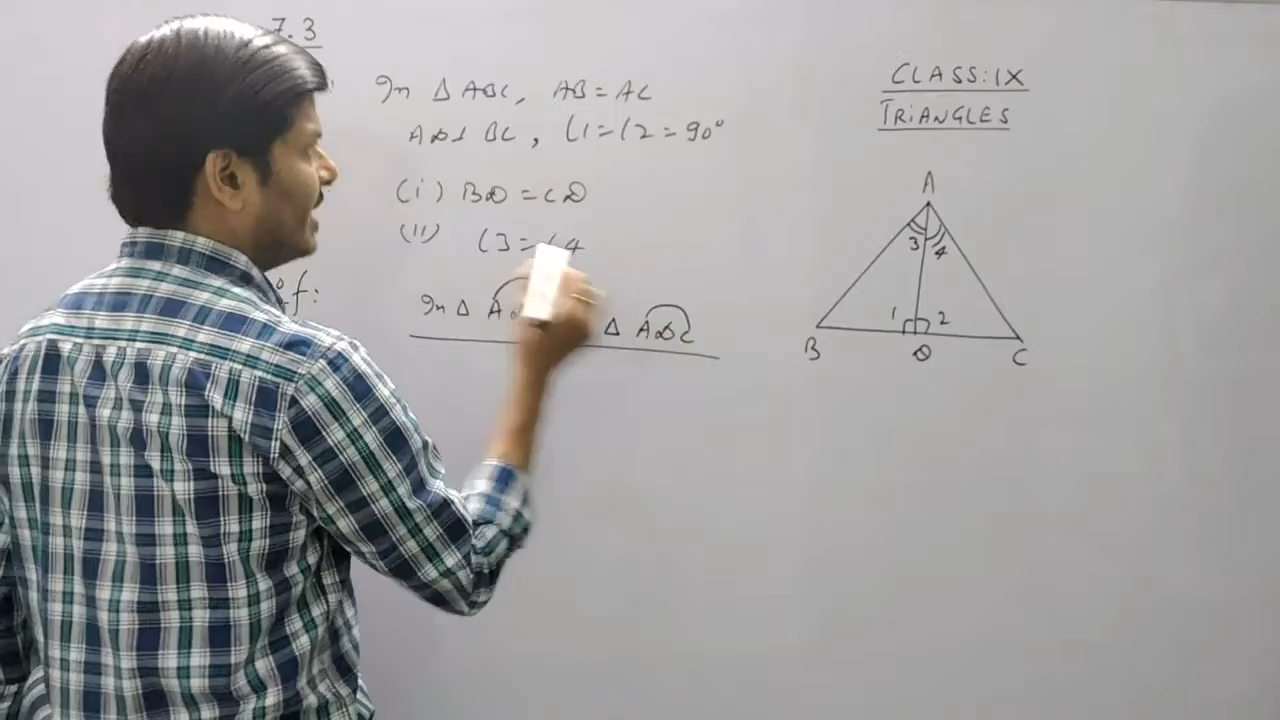 7.3
In Δ ABC, AB = AC
AD ⊥ BC, ∠1 = ∠2 = 90°
(i) BD = CD
(ii) ∠3 = ∠4
In Δ A Δ ADC
CLASS: IX
TRiANGLES
A
3 4
1 2
B D C